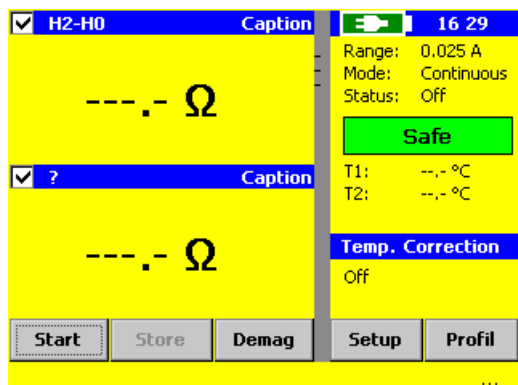 H2-H0 Caption
---.- Ω
? Caption
---.- Ω
16 29
Range: 0.025 A
Mode: Continuous
Status: Off
Safe
T1: --.- °C
T2: --.- °C
Temp. Correction
Off
Start Store Demag Setup Profil
...